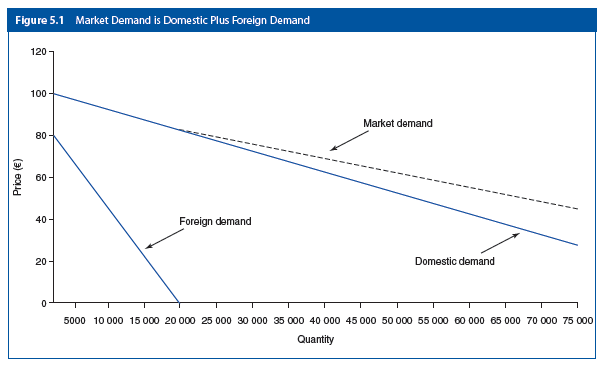 Figure 5.1 Market Demand is Domestic Plus Foreign Demand
120
100
80
60
40
20
0
Price (€)
Market demand
Foreign demand
Domestic demand
5000 10 000 15 000 20 000 25 000 30 000 35 000 40 000 45 000 50 000 55 000 60 000 65 000 70 000 75 000
Quantity